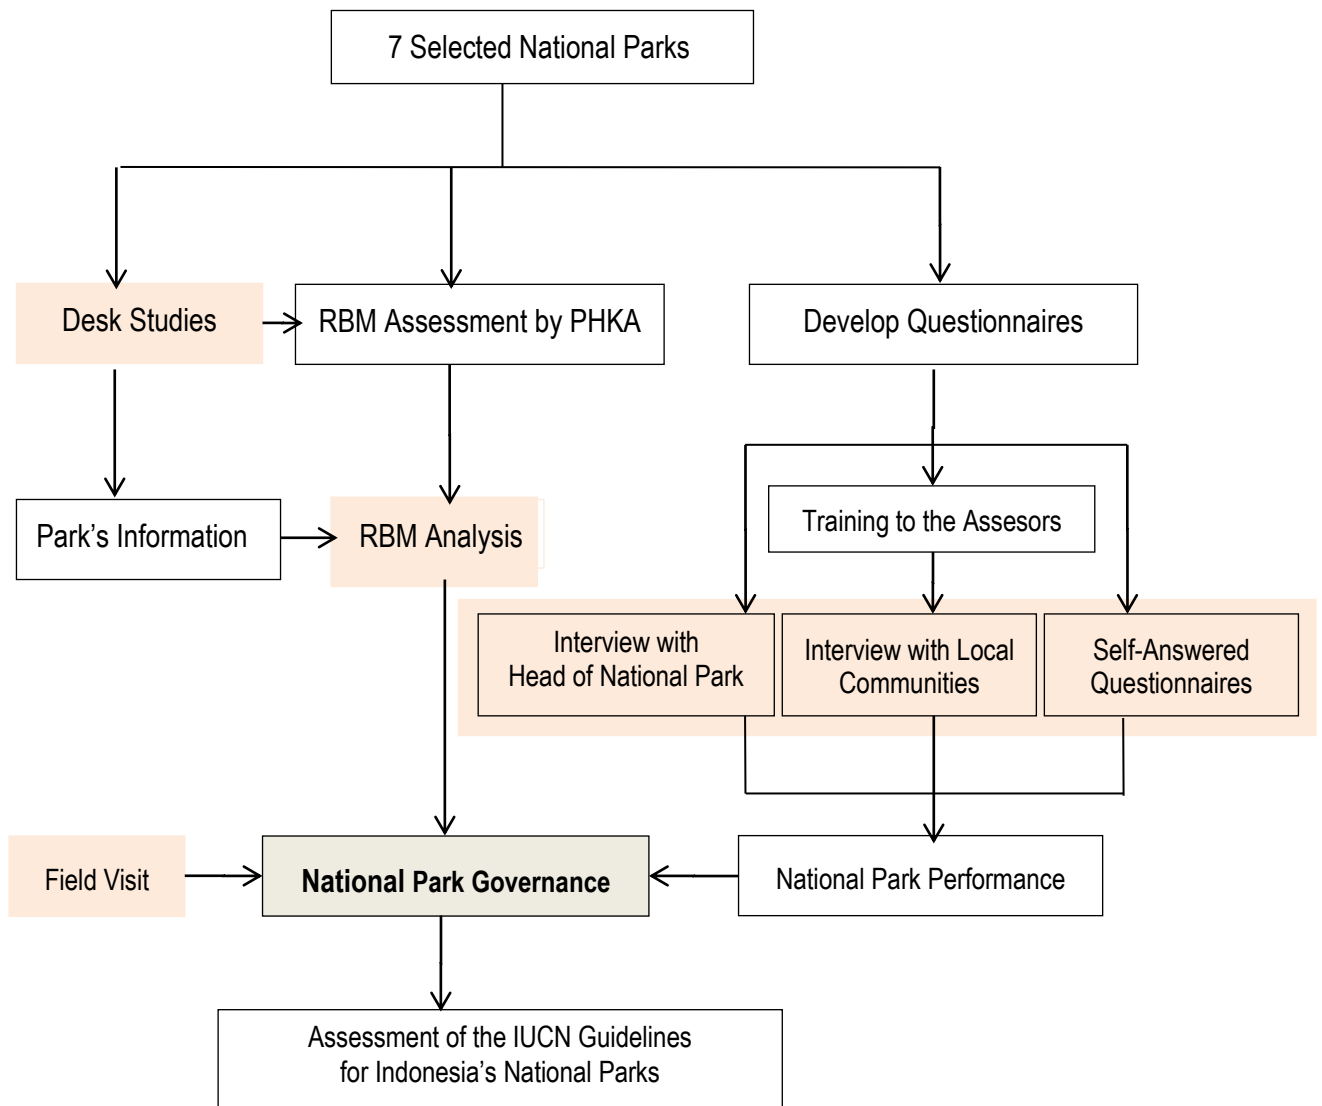 7 Selected National Parks
Desk Studies
RBM Assessment by PHKA
Develop Questionnaires
Training to the Assesors
Park’s Information
RBM Analysis
Interview with
Head of National Park
Interview with Local
Communities
Self-Answered
Questionnaires
Field Visit
National Park Governance
National Park Performance
Assessment of the IUCN Guidelines
for Indonesia’s National Parks